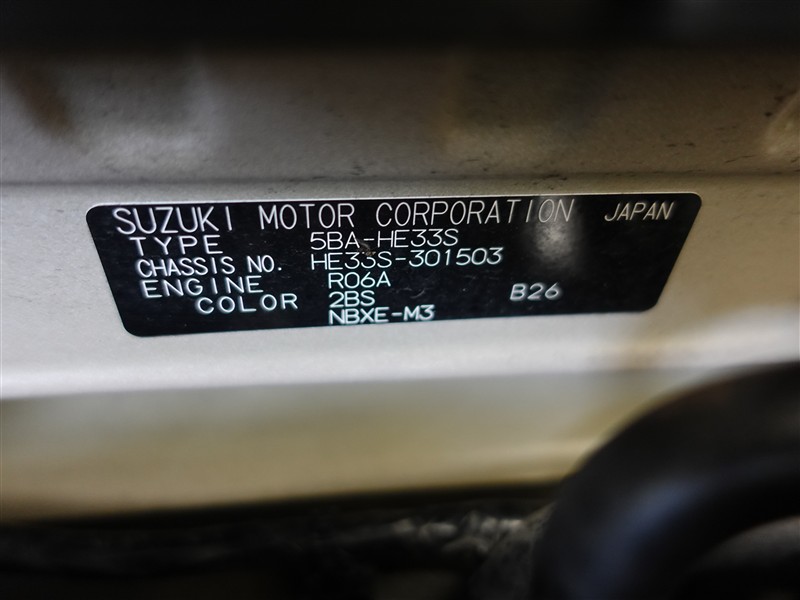 SUZUKI MOTOR CORPORATION JAPAN
TYPE 5BA-HE33S
CHASSIS NO. HE33S-301503
ENGINE R06A
COLOR 2BS B26
NBXE-M3